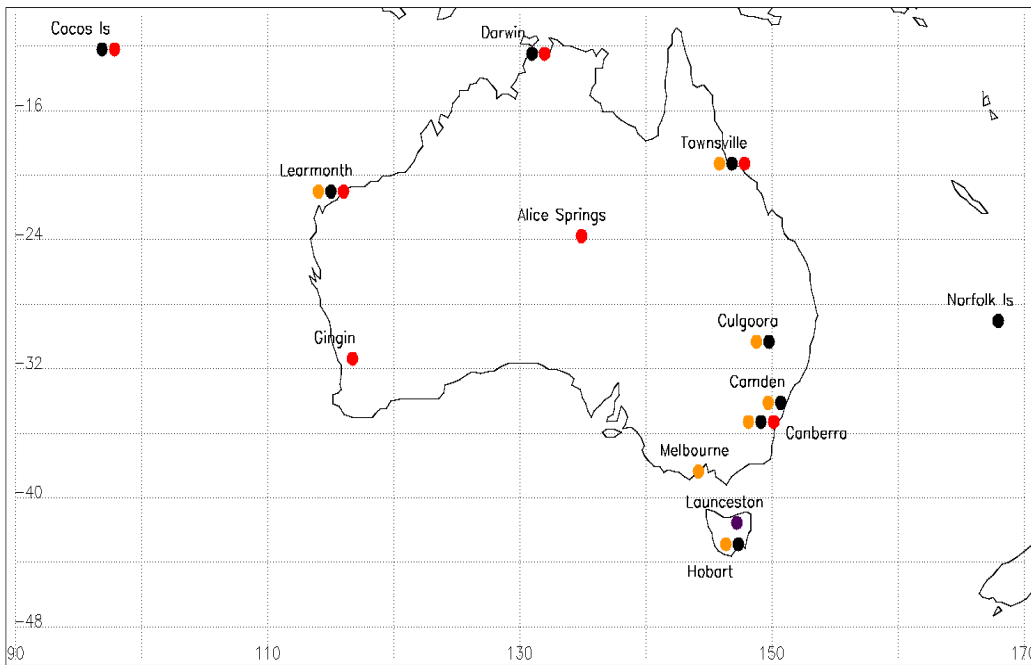 Cocos Is
Darwin
-16
Townsville
Learmonth
Alice Springs
-24
Norfolk Is
Culgoora
Gingin
-32
Camden
Canberra
Melbourne
-40
Launceston
Hobart
-48
90 110 130 150 170